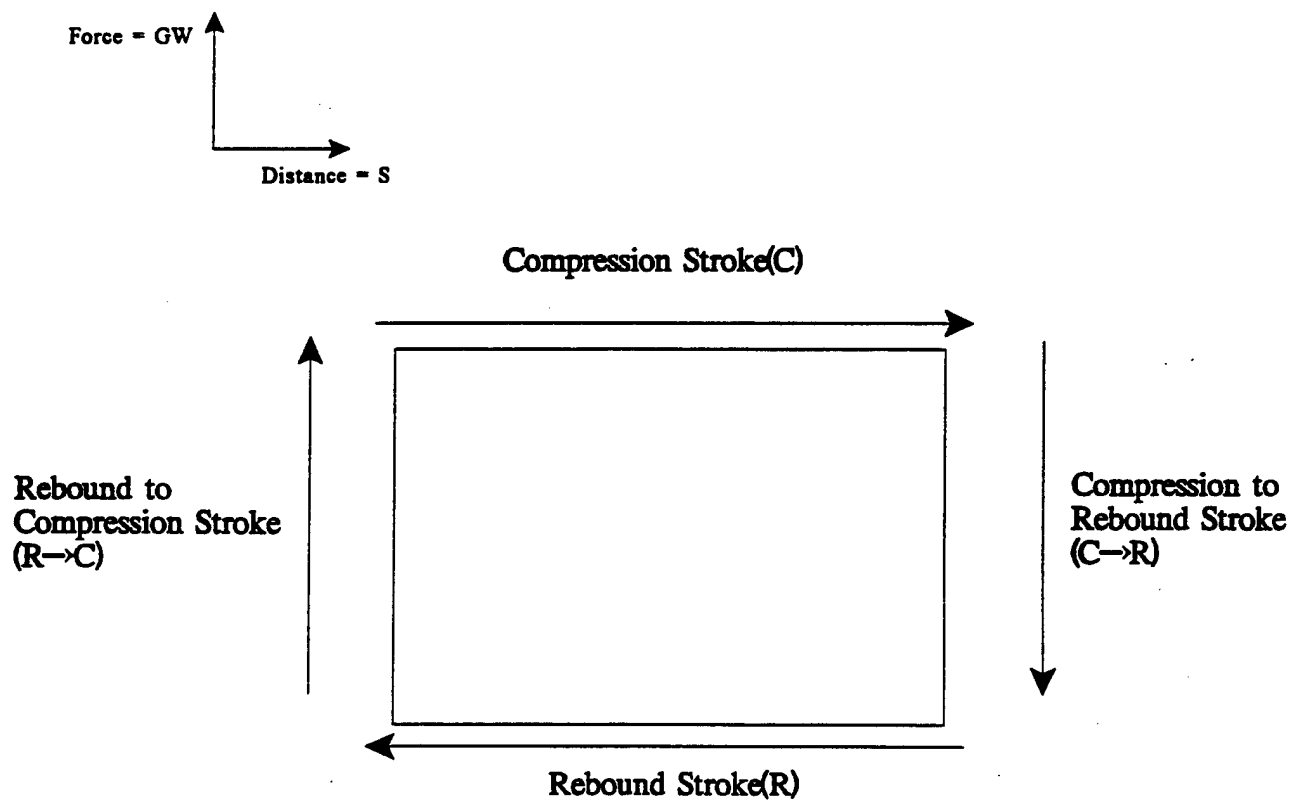 Force = GW
Distance = S
Compression Stroke(C)
Rebound to
Compression Stroke
(R→C)
Compression to
Rebound Stroke
(C→R)
Rebound Stroke(R)